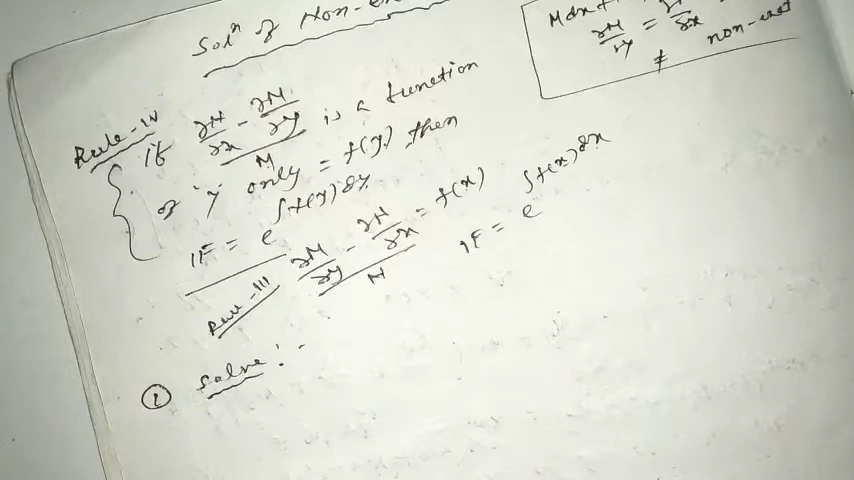 Solⁿ of Non-
Mdx +
∂M/∂y = ∂x
≠ non-exact
Rule-IV
If (∂N/∂x - ∂M/∂y)/M is a function
of 'y' only = f(y) then
IF = e^∫f(y)dy
Rule-III (∂M/∂y - ∂N/∂x)/N = f(x) IF = e^∫f(x)dx
① Solve :-